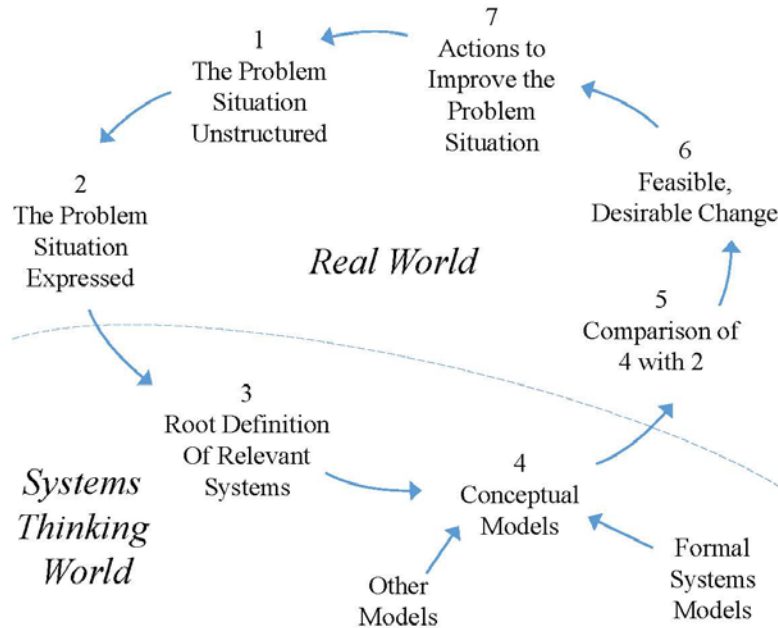 1
The Problem
Situation
Unstructured
2
The Problem
Situation
Expressed
3
Root Definition
Of Relevant
Systems
4
Conceptual
Models
5
Comparison of
4 with 2
6
Feasible,
Desirable Change
7
Actions to
Improve the
Problem
Situation
Real World
Systems
Thinking
World
Other
Models
Formal
Systems
Models